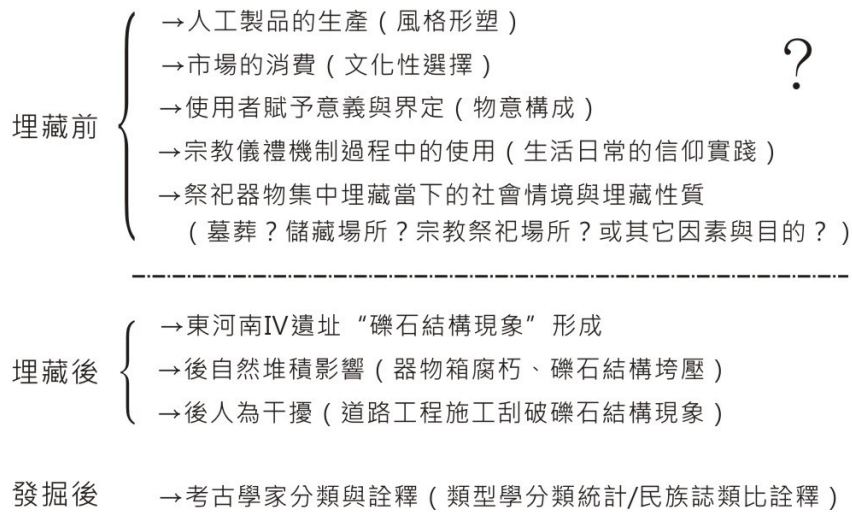 →人工製品的生產(風格形塑)
?
→市場的消費(文化性選擇)
埋藏前
→使用者賦予意義與界定(物意構成)
→宗教儀禮機制過程中的使用(生活日常的信仰實踐)
→祭祀器物集中埋藏當下的社會情境與埋藏性質
(墓葬?儲藏場所?宗教祭祀場所?或其它因素與目的?)
→東河南IV遺址“礫石結構現象”形成
埋藏後
→後自然堆積影響(器物箱腐朽、礫石結構垮壓)
→後人為干擾(道路工程施工刮破礫石結構現象)
發掘後
→考古學家分類與詮釋(類型學分類統計/民族誌類比詮釋)